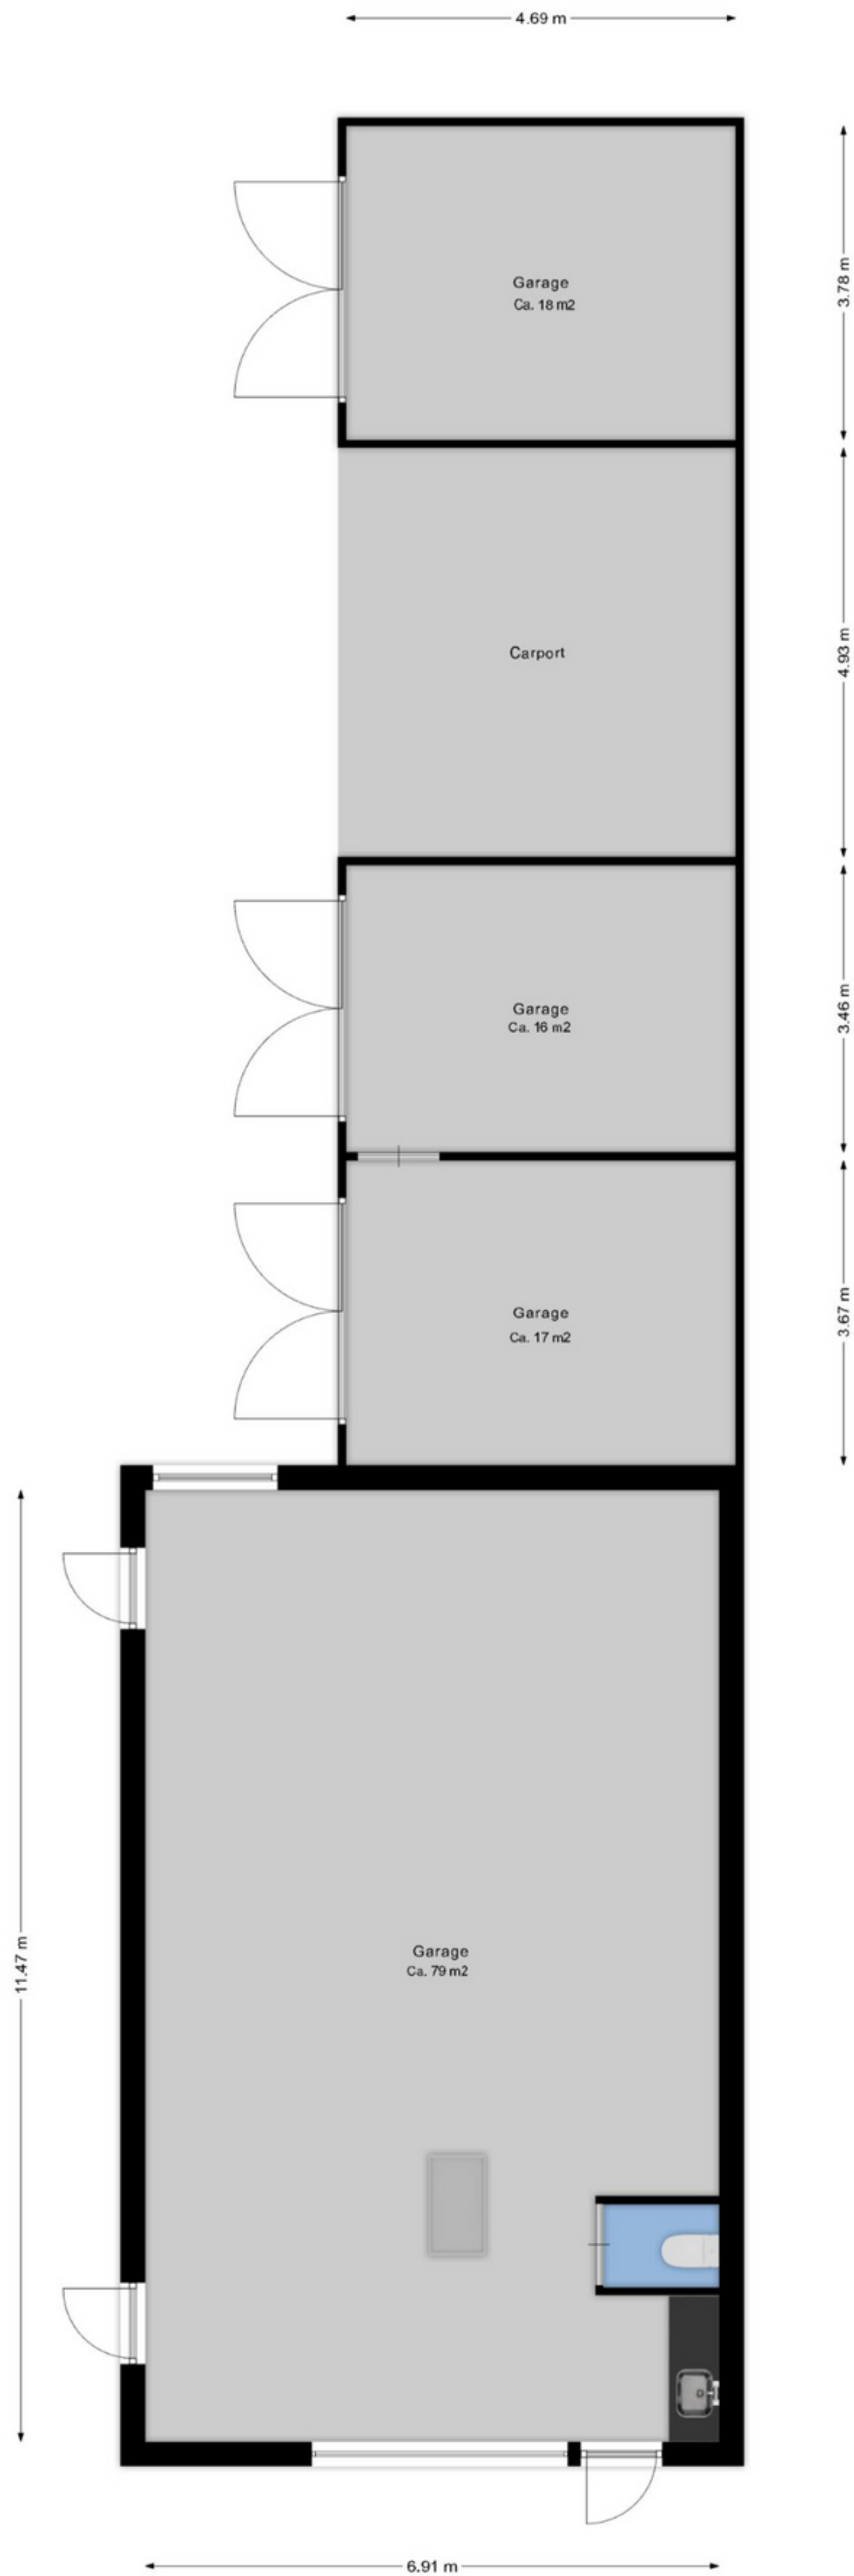 4.69 m
Garage
Ca. 18 m2
3.78 m
Carport
4.93 m
Garage
Ca. 16 m2
3.46 m
Garage
Ca. 17 m2
3.67 m
Garage
Ca. 79 m2
11.47 m
6.91 m